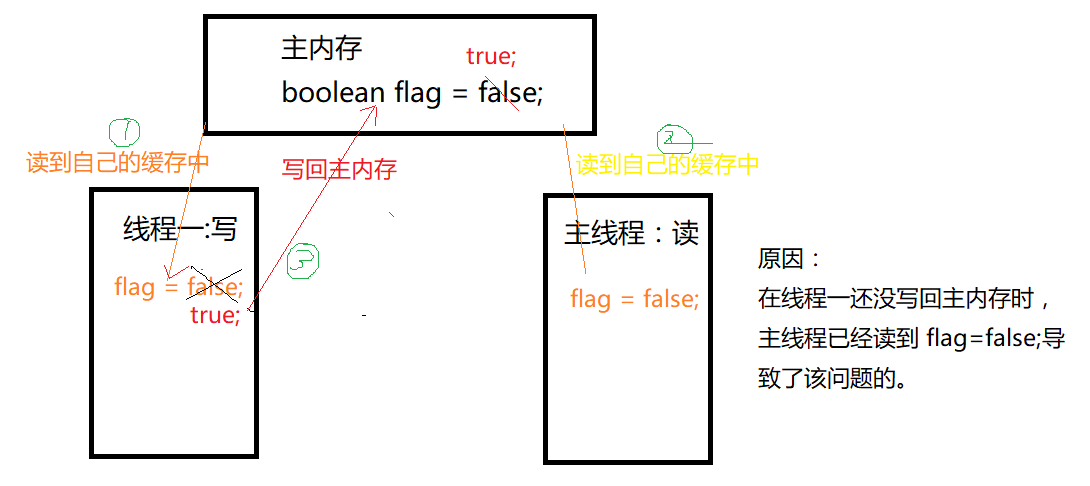 主内存
true;
boolean flag = false;
1
读到自己的缓存中
写回主内存
2
读到自己的缓存中
线程一:写
flag = false;
true;
3
主线程：读
flag = false;
原因：
在线程一还没写回主内存时，
主线程已经读到 flag=false;导
致了该问题的。